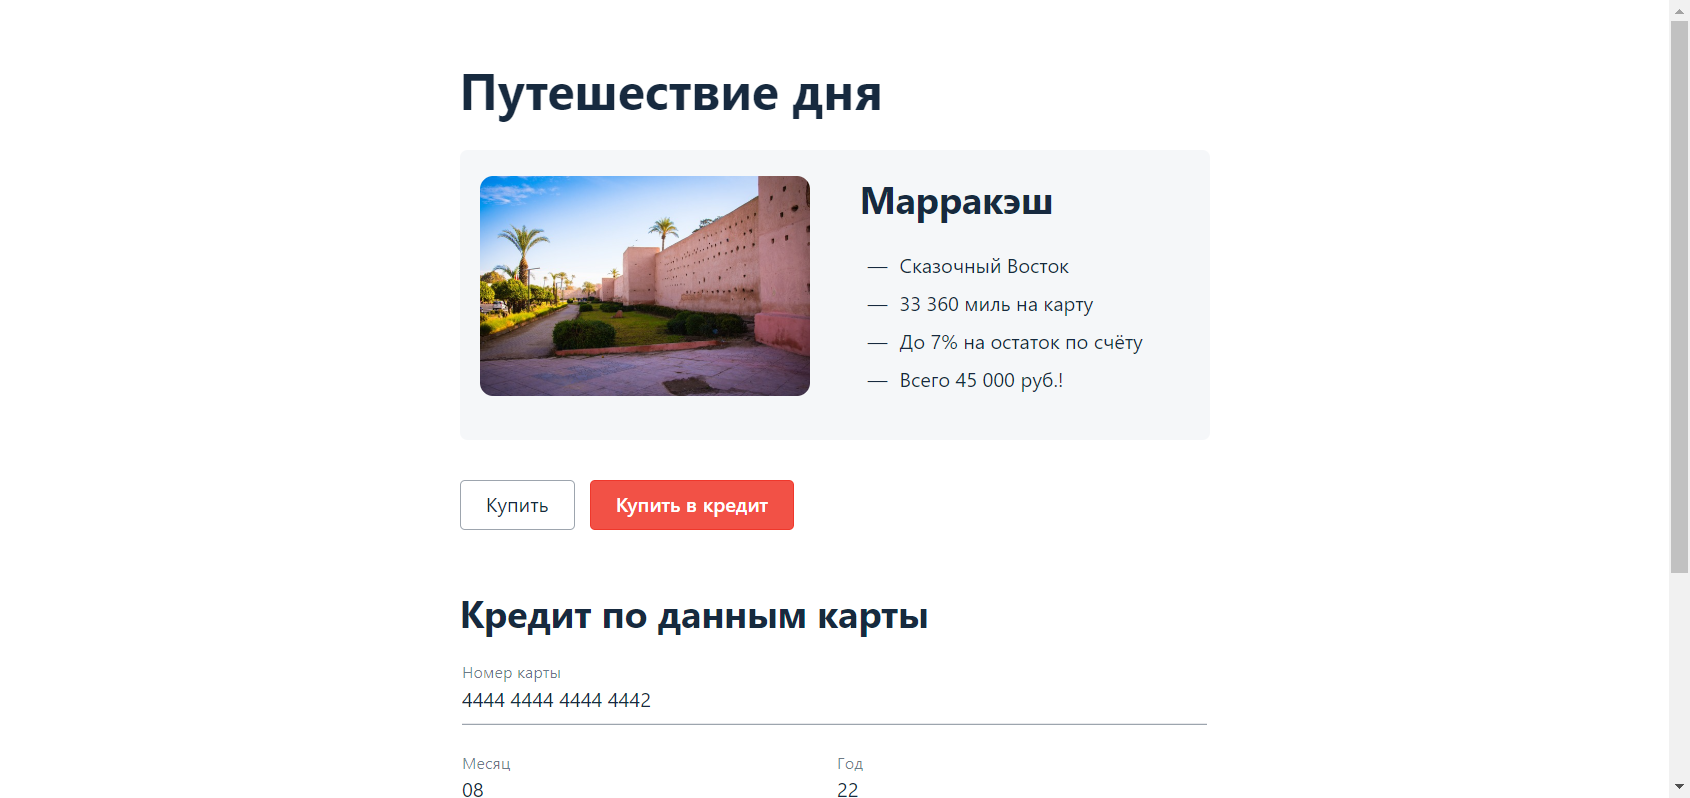 Путешествие дня
Марракэш
— Сказочный Восток
— 33 360 миль на карту
— До 7% на остаток по счёту
— Всего 45 000 руб.!
Купить
Купить в кредит
Кредит по данным карты
Номер карты
4444 4444 4444 4442
Месяц
Год
08
22